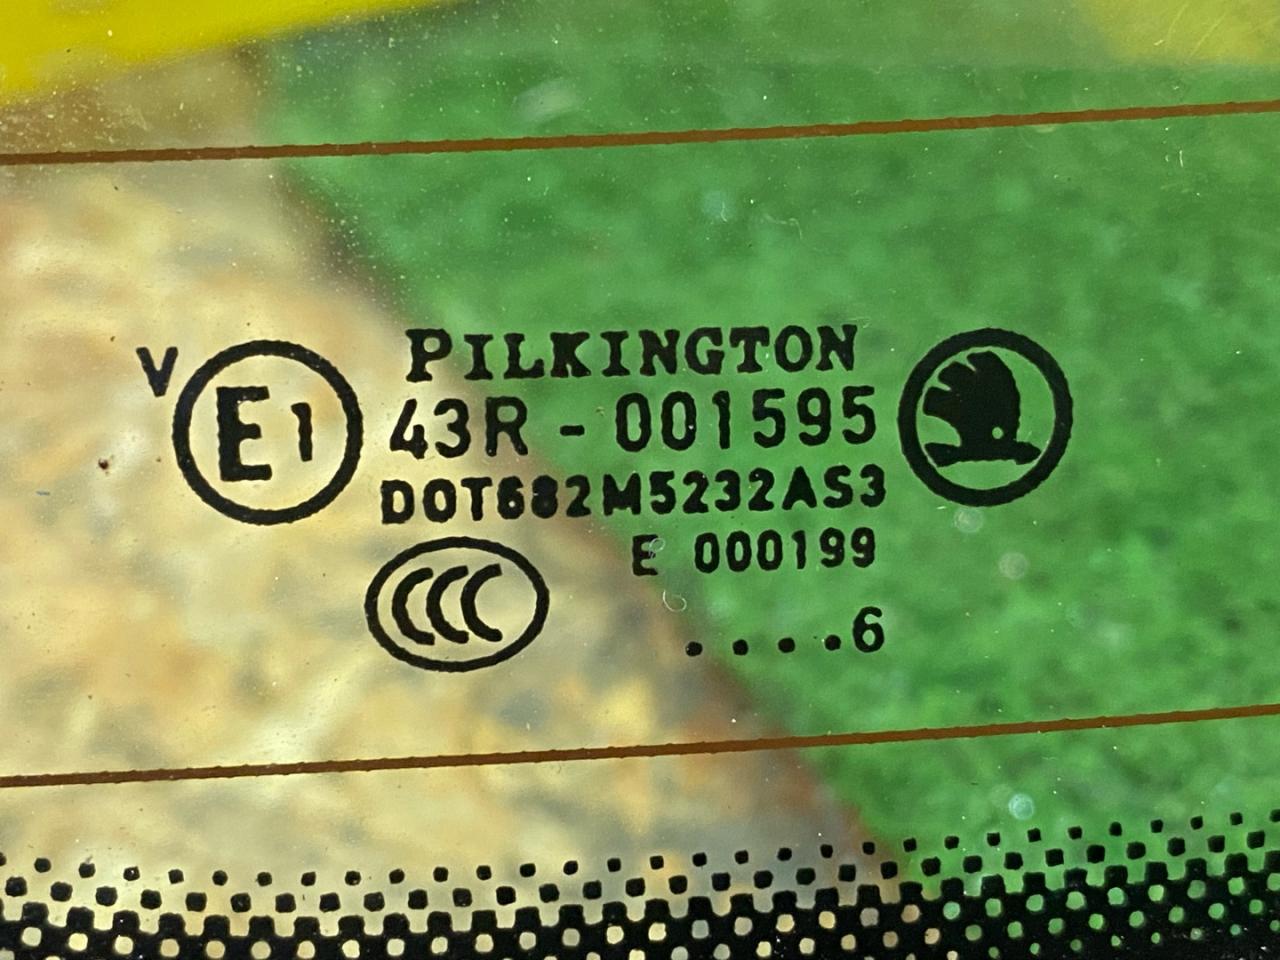 PILKINGTON
V E1 43R - 001595
DOT682M5232AS3
E 000199
CCC
....6